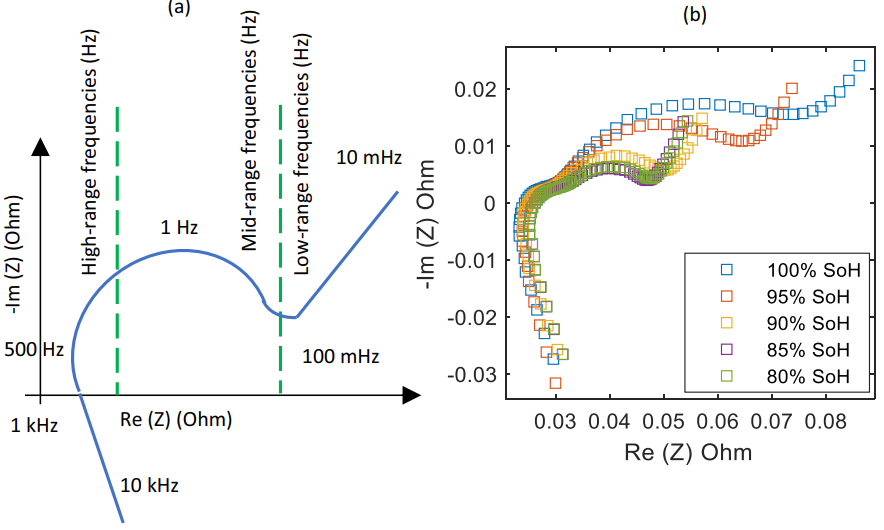 (a)
High-range frequencies (Hz)
Mid-range frequencies (Hz)
Low-range frequencies (Hz)
-Im (Z) (Ohm)
10 mHz
1 Hz
500 Hz
100 mHz
1 kHz
Re (Z) (Ohm)
10 kHz
(b)
-Im (Z) Ohm
0.02
0.01
0
-0.01
-0.02
-0.03
100% SoH
95% SoH
90% SoH
85% SoH
80% SoH
0.03 0.04 0.05 0.06 0.07 0.08
Re (Z) Ohm